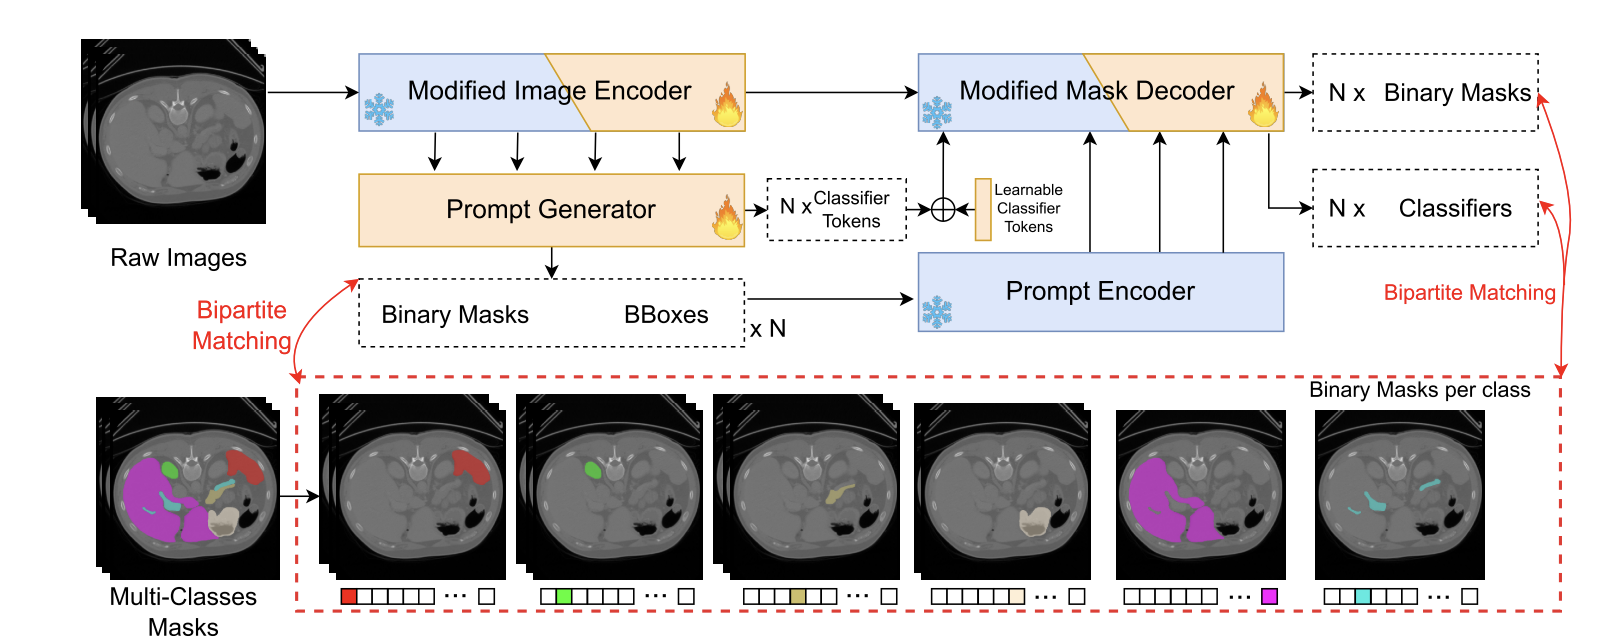 Modified Image Encoder
Modified Mask Decoder
N x Binary Masks
Prompt Generator
N x Classifier
Tokens
Learnable
Classifier
Tokens
N x Classifiers
Raw Images
Prompt Encoder
Bipartite Matching
Bipartite
Matching
Binary Masks BBoxes
x N
Binary Masks per class
Multi-Classes
Masks
...
...
...
...
...
...